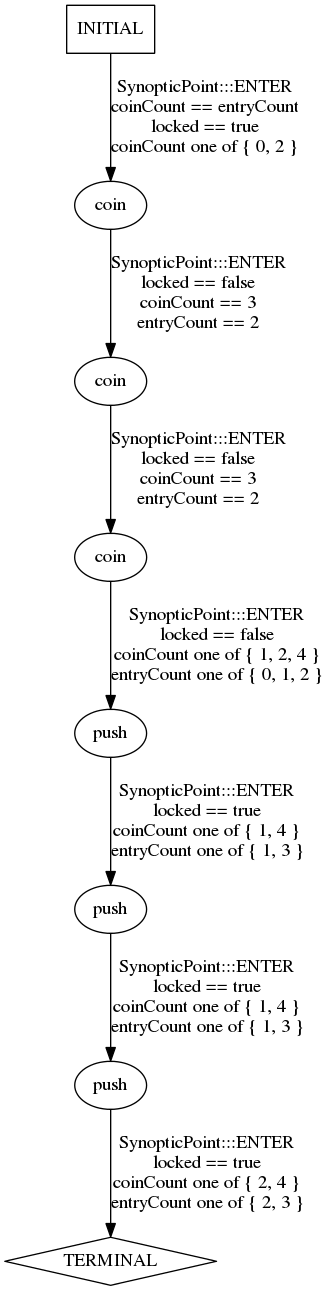 INITIAL
SynopticPoint:::ENTER
coinCount == entryCount
locked == true
coinCount one of { 0, 2 }
coin
SynopticPoint:::ENTER
locked == false
coinCount == 3
entryCount == 2
coin
SynopticPoint:::ENTER
locked == false
coinCount == 3
entryCount == 2
coin
SynopticPoint:::ENTER
locked == false
coinCount one of { 1, 2, 4 }
entryCount one of { 0, 1, 2 }
push
SynopticPoint:::ENTER
locked == true
coinCount one of { 1, 4 }
entryCount one of { 1, 3 }
push
SynopticPoint:::ENTER
locked == true
coinCount one of { 1, 4 }
entryCount one of { 1, 3 }
push
SynopticPoint:::ENTER
locked == true
coinCount one of { 2, 4 }
entryCount one of { 2, 3 }
TERMINAL